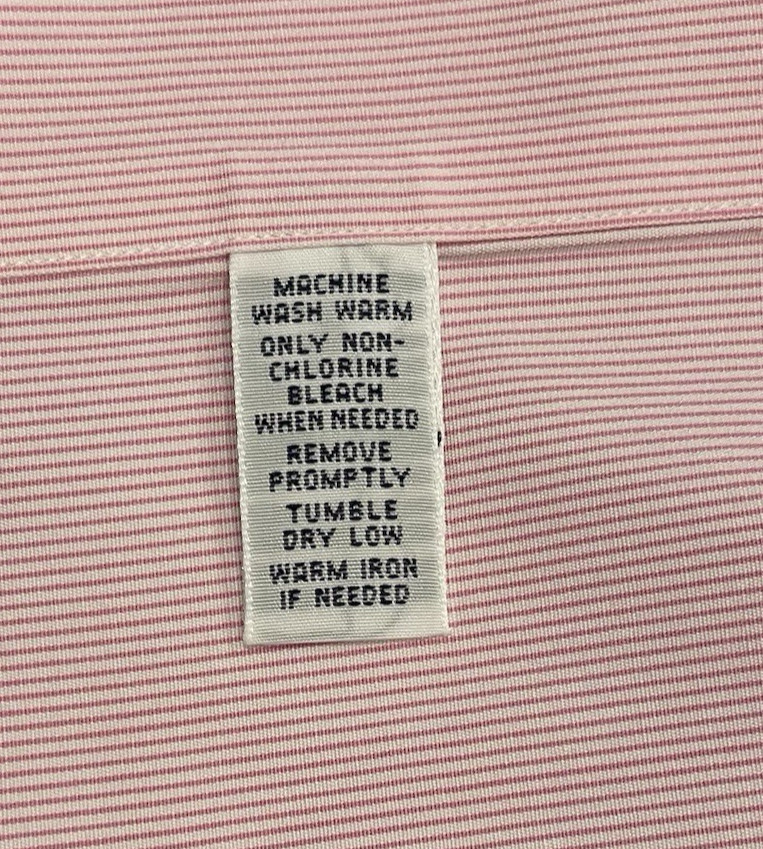 MACHINE
WASH WARM
ONLY NON-
CHLORINE
BLEACH
WHEN NEEDED
REMOVE
PROMPTLY
TUMBLE
DRY LOW
WARM IRON
IF NEEDED